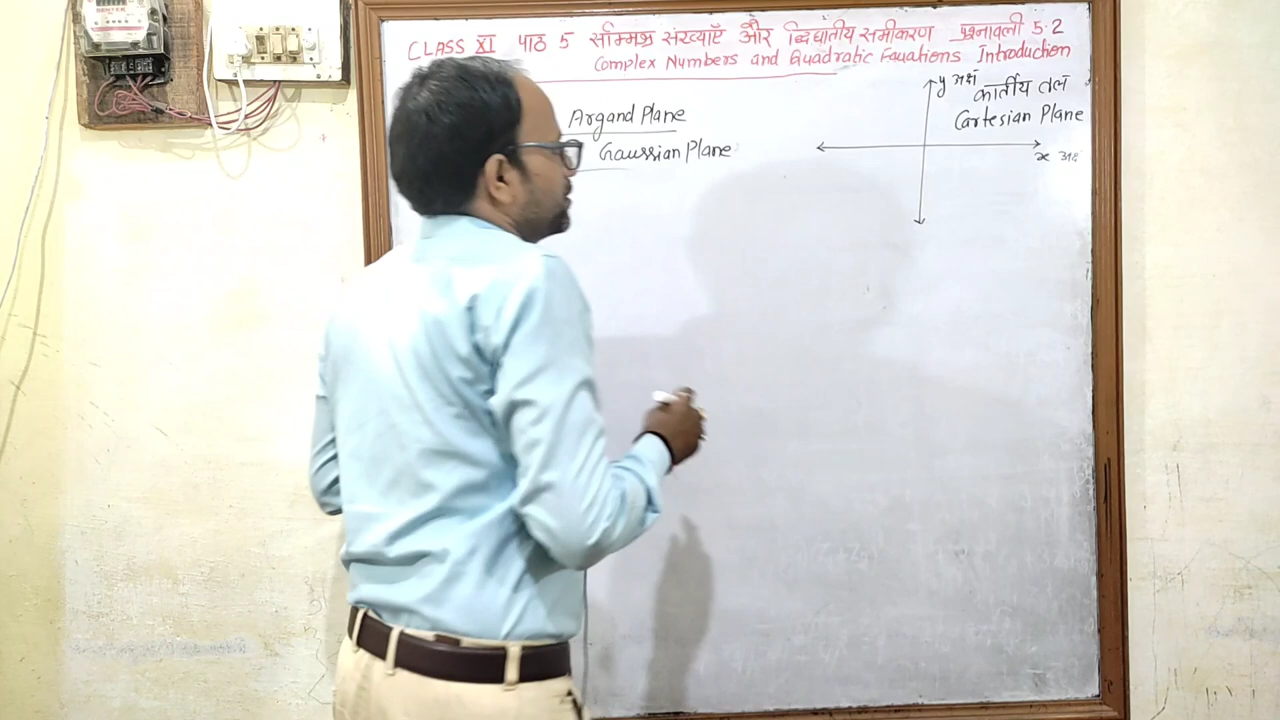 CLASS XI पाठ 5 सम्मिश्र संख्याएँ और द्विघातीय समीकरण प्रश्नावली 5.2
Complex Numbers and Quadratic Equations Introduction
Argand Plane
Gaussian Plane
y अक्ष
कार्तीय तल
Cartesian Plane
x अक्ष